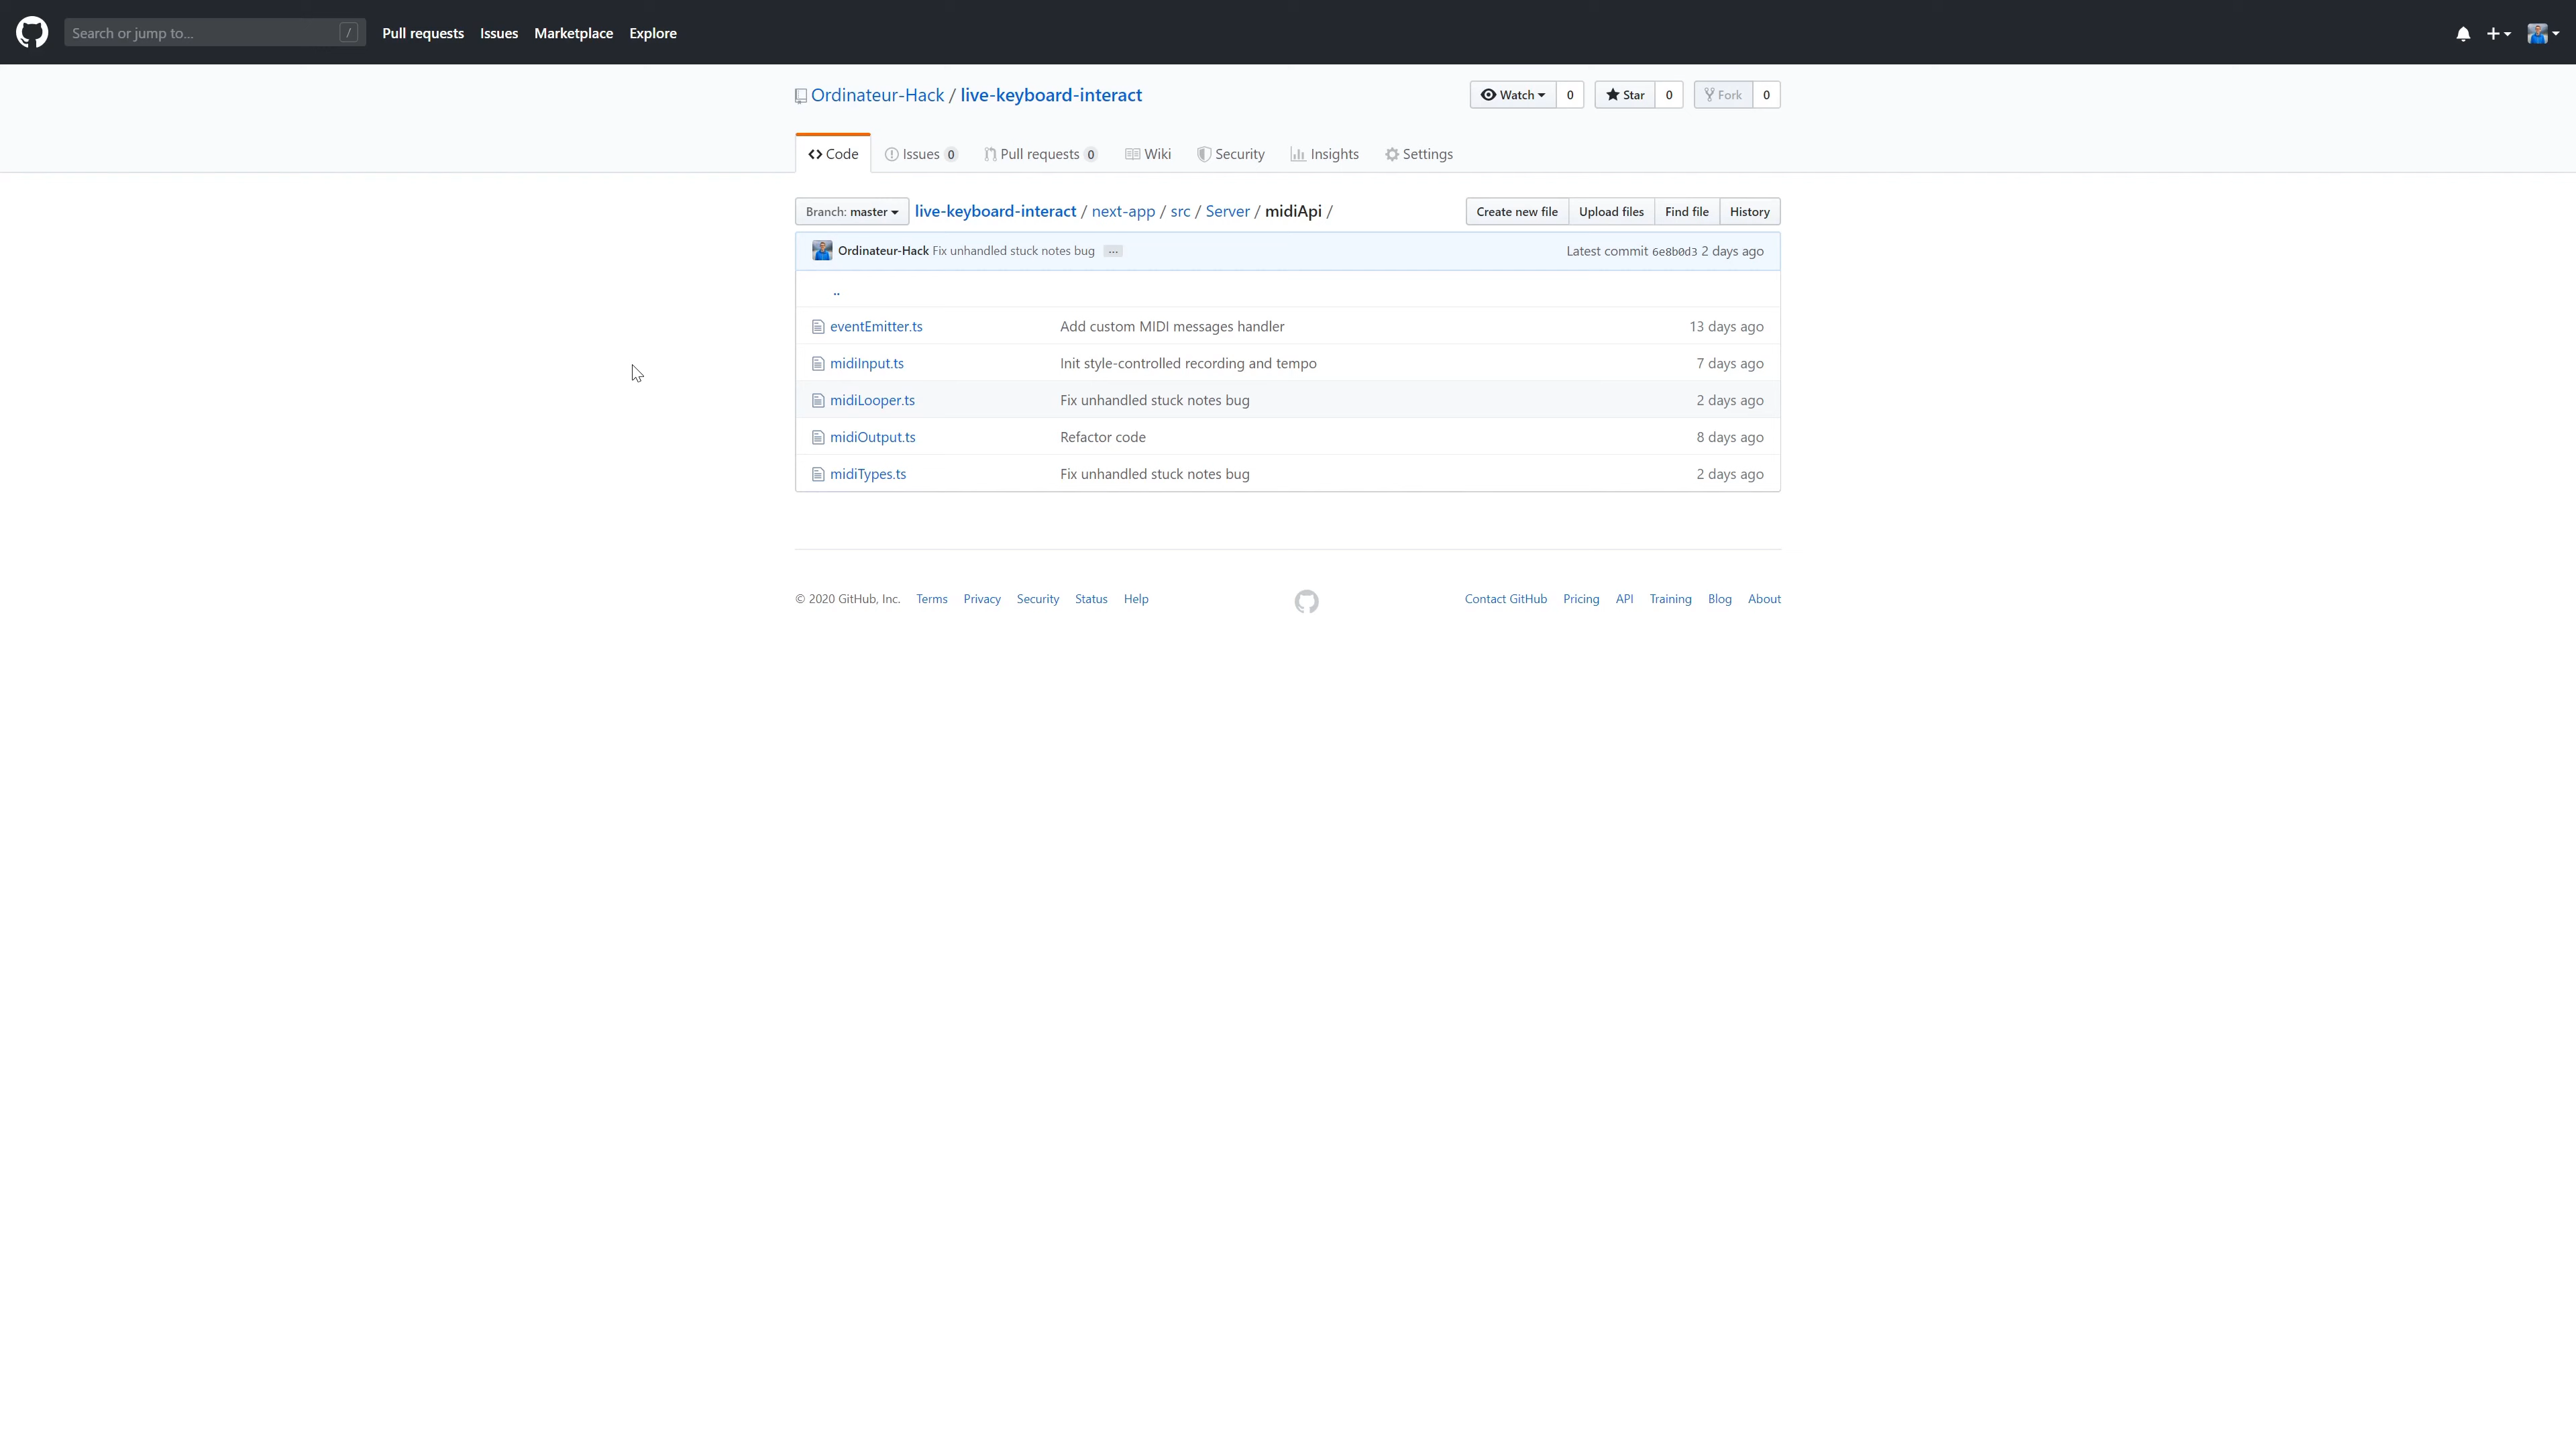 Search or jump to... / Pull requests Issues Marketplace Explore
Ordinateur-Hack / live-keyboard-interact Watch 0 Star 0 Fork 0
Code Issues 0 Pull requests 0 Wiki Security Insights Settings
Branch: master live-keyboard-interact / next-app / src / Server / midiApi / Create new file Upload files Find file History
Ordinateur-Hack Fix unhandled stuck notes bug ... Latest commit 6e8b0d3 2 days ago
..
eventEmitter.ts Add custom MIDI messages handler 13 days ago
midiInput.ts Init style-controlled recording and tempo 7 days ago
midiLooper.ts Fix unhandled stuck notes bug 2 days ago
midiOutput.ts Refactor code 8 days ago
midiTypes.ts Fix unhandled stuck notes bug 2 days ago
© 2020 GitHub, Inc. Terms Privacy Security Status Help Contact GitHub Pricing API Training Blog About